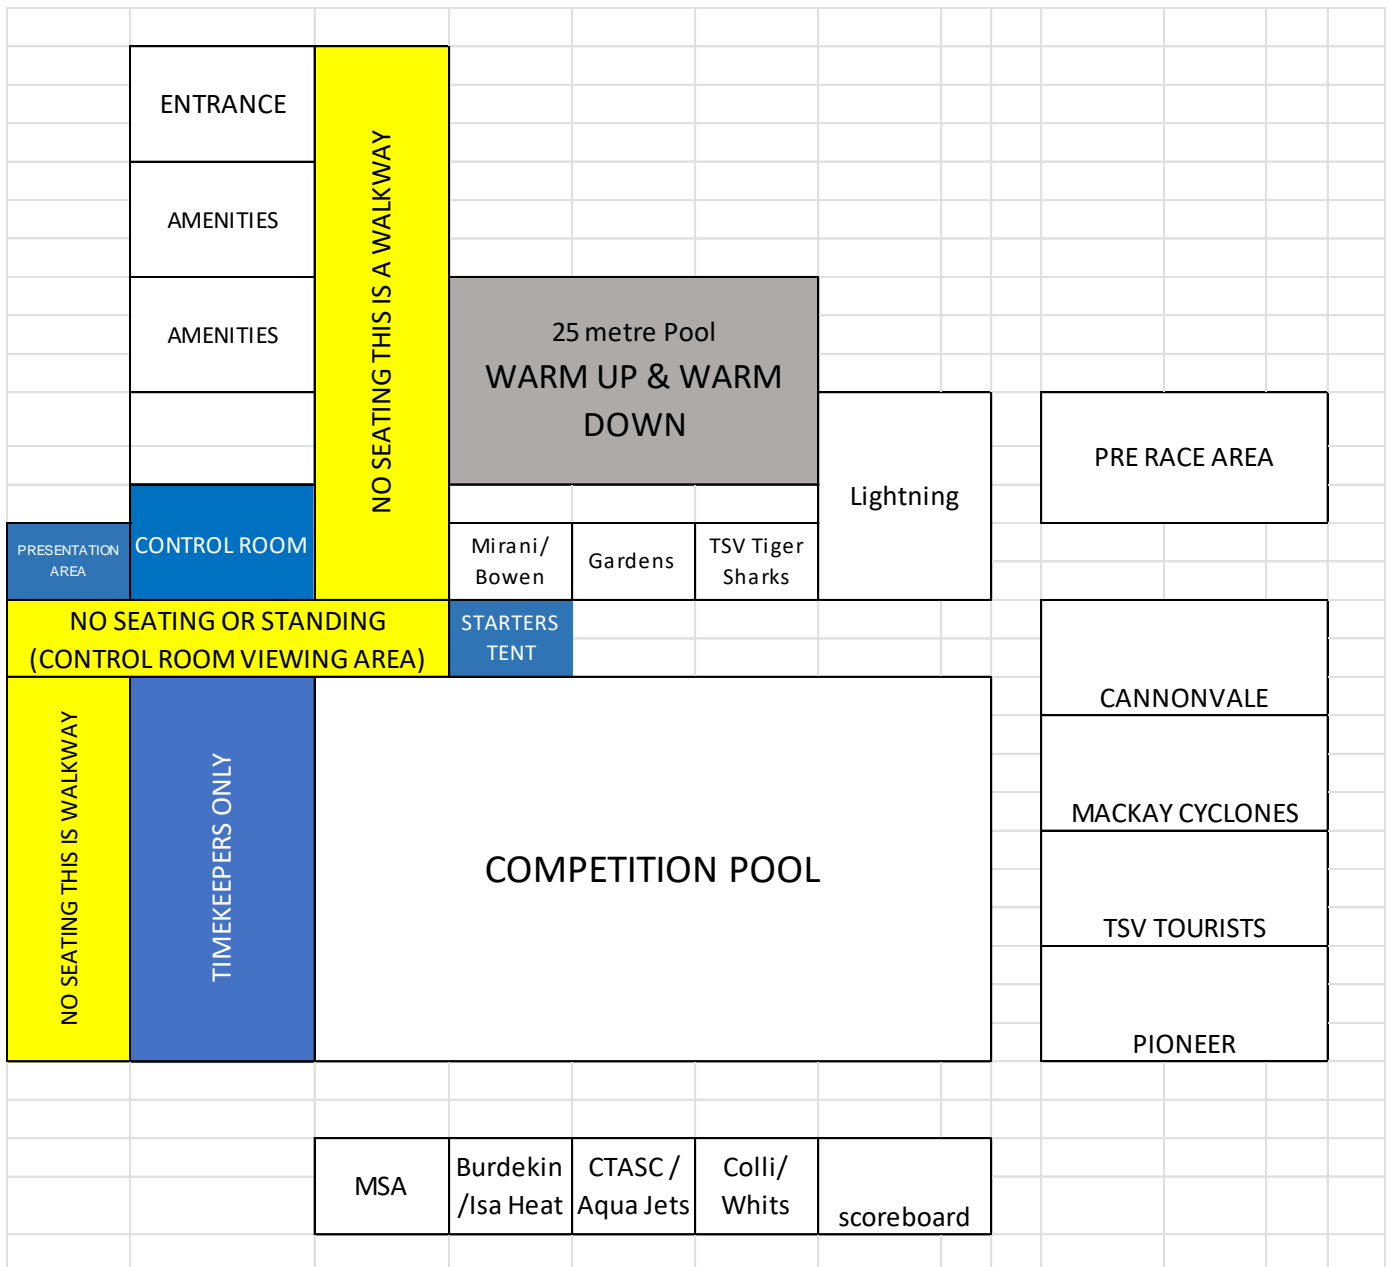 ENTRANCE
AMENITIES
AMENITIES
NO SEATING THIS IS A WALKWAY
25 metre Pool
WARM UP & WARM
DOWN
Lightning
PRE RACE AREA
PRESENTATION
AREA
CONTROL ROOM
Mirani/
Bowen
Gardens
TSV Tiger
Sharks
NO SEATING OR STANDING
(CONTROL ROOM VIEWING AREA)
STARTERS
TENT
CANNONVALE
NO SEATING THIS IS WALKWAY
TIMEKEEPERS ONLY
COMPETITION POOL
MACKAY CYCLONES
TSV TOURISTS
PIONEER
MSA
Burdekin
/Isa Heat
CTASC /
Aqua Jets
Colli/
Whits
scoreboard